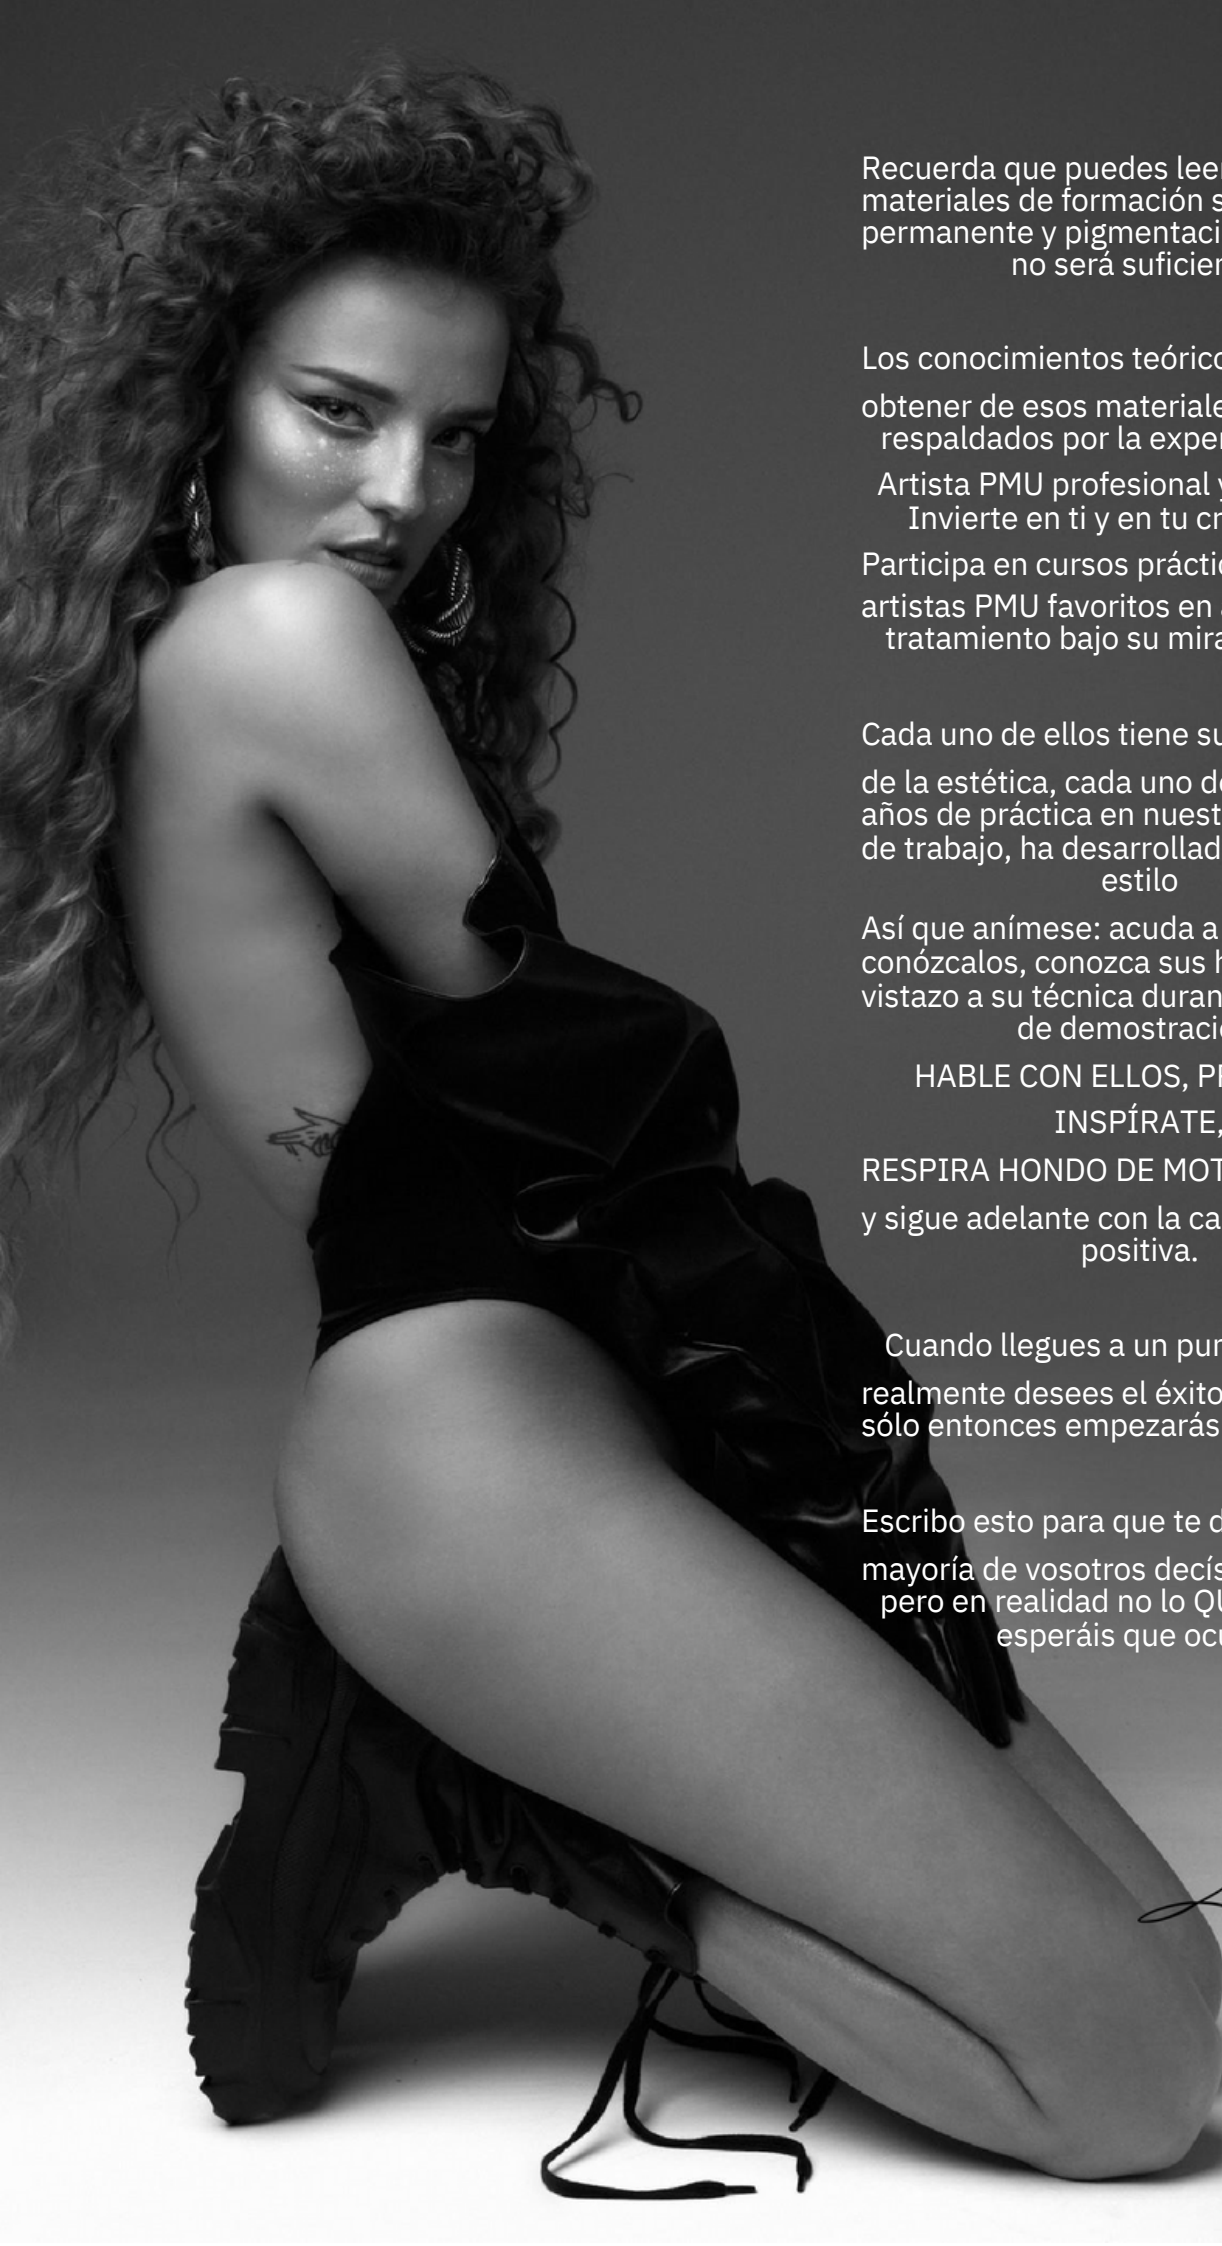 Recuerda que puedes leer
materiales de formación s
permanente y pigmentaci
no será suficien
Los conocimientos teórico
obtener de esos materiale
respaldados por la exper
Artista PMU profesional y
Invierte en ti y en tu cr
Participa en cursos práctic
artistas PMU favoritos en
tratamiento bajo su mira
Cada uno de ellos tiene su
de la estética, cada uno de
años de práctica en nuest
de trabajo, ha desarrollad
estilo
Así que anímese: acuda a
conózcalos, conozca sus h
vistazo a su técnica duran
de demostracio
HABLE CON ELLOS, PR
INSPÍRATE,
RESPIRA HONDO DE MOT
y sigue adelante con la ca
positiva.
Cuando llegues a un pun
realmente desees el éxito
sólo entonces empezarás
Escribo esto para que te d
mayoría de vosotros decís
pero en realidad no lo QU
esperáis que ocu